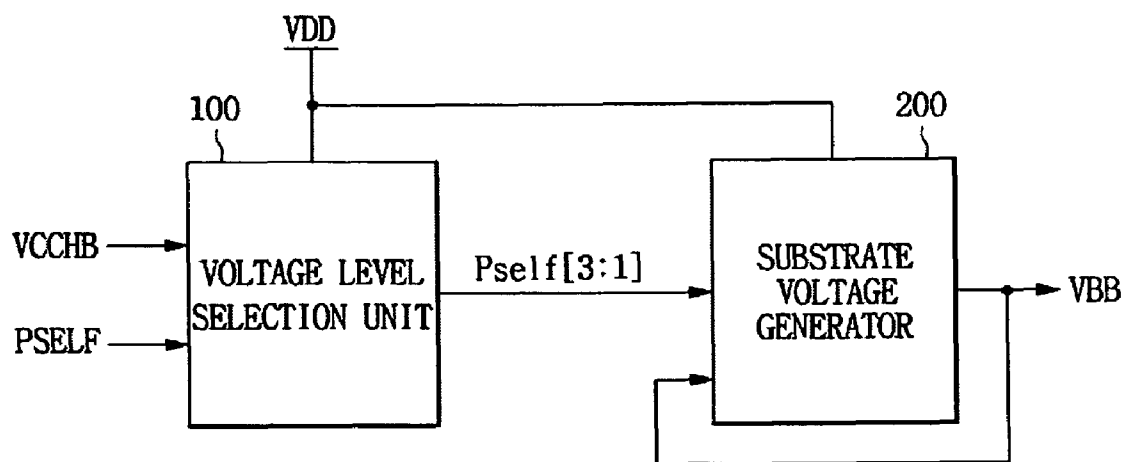 VDD
100
200
VCCHB
PSELF
VOLTAGE LEVEL
SELECTION UNIT
Pself[3:1]
SUBSTRATE
VOLTAGE
GENERATOR
VBB